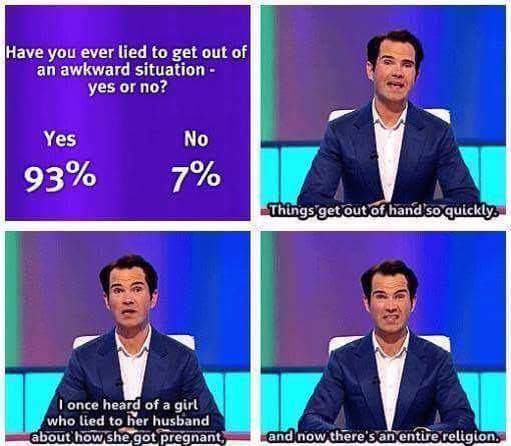 Have you ever lied to get out of
an awkward situation -
yes or no?
Yes No
93% 7%
Things get out of hand so quickly.
I once heard of a girl
who lied to her husband
about how she got pregnant,
and now there's an entire religion.